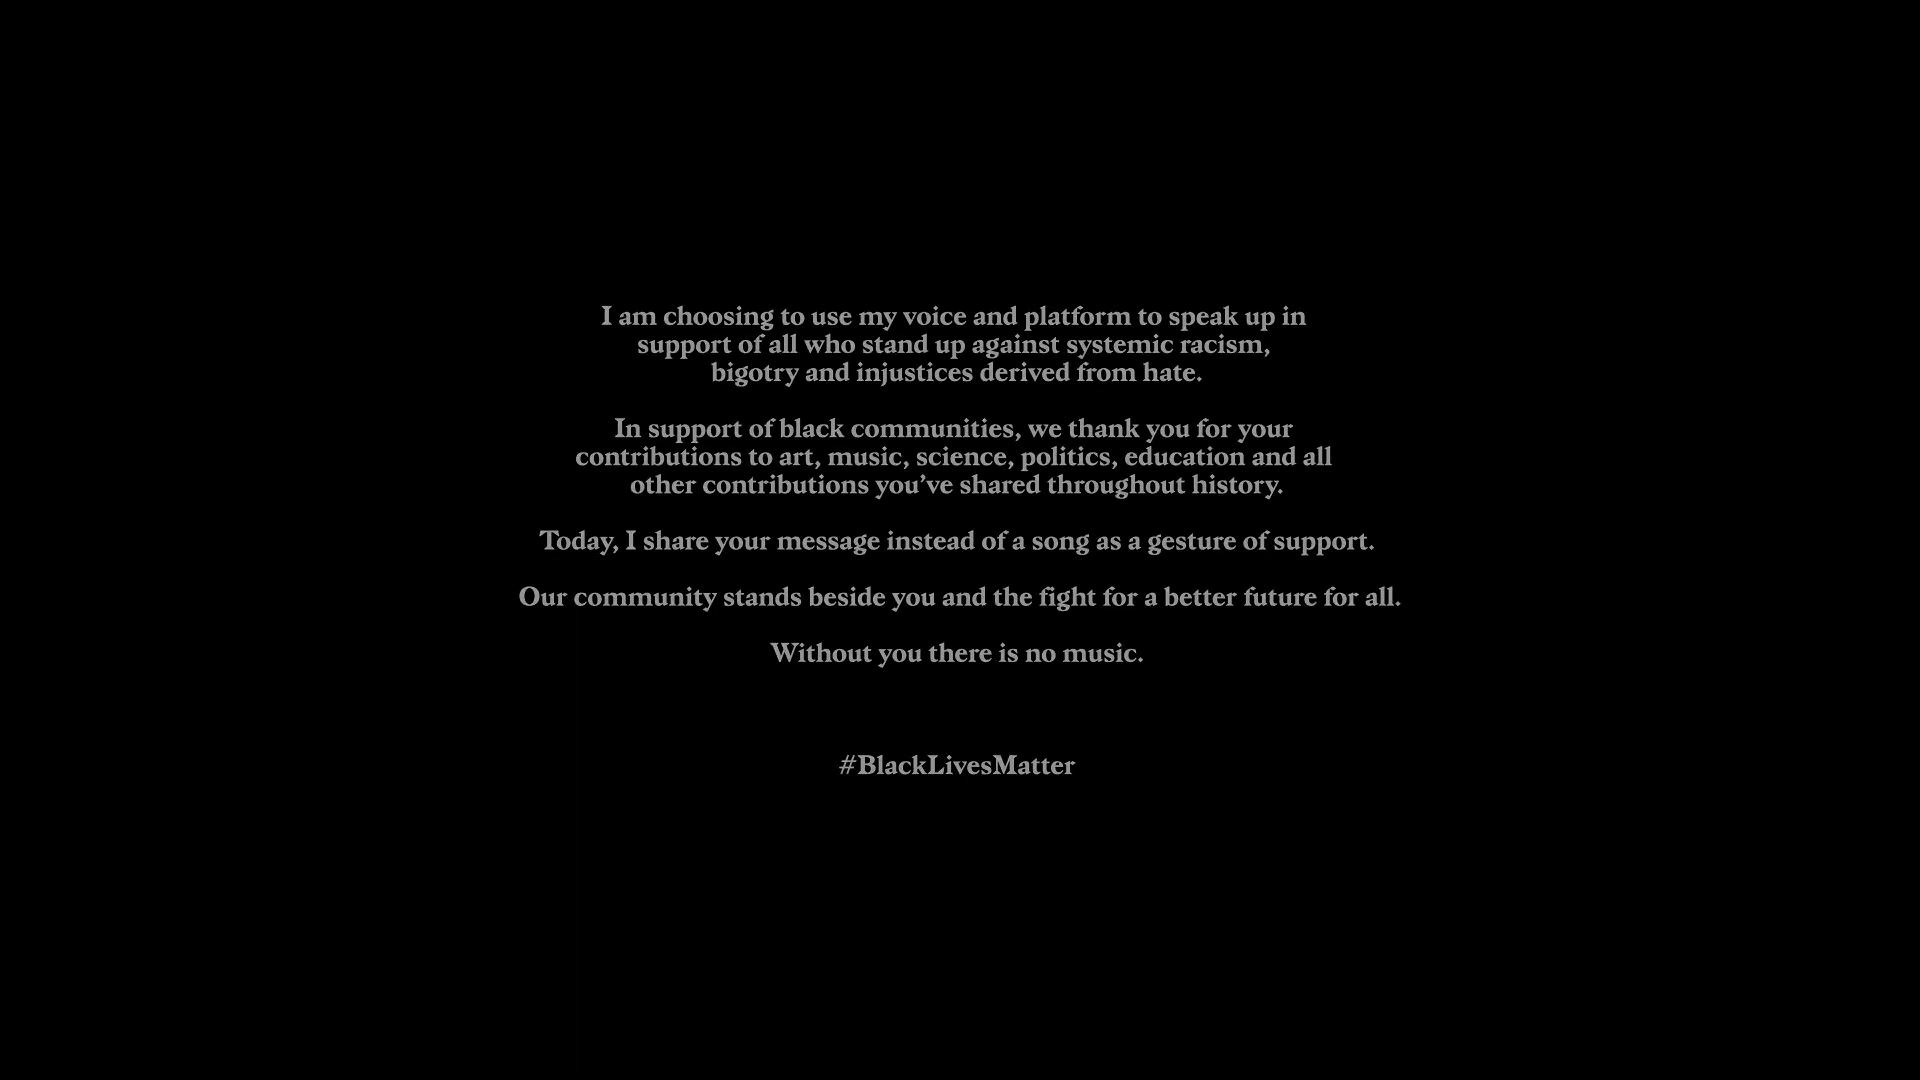 I am choosing to use my voice and platform to speak up in
support of all who stand up against systemic racism,
bigotry and injustices derived from hate.
In support of black communities, we thank you for your
contributions to art, music, science, politics, education and all
other contributions you’ve shared throughout history.
Today, I share your message instead of a song as a gesture of support.
Our community stands beside you and the fight for a better future for all.
Without you there is no music.
#BlackLivesMatter